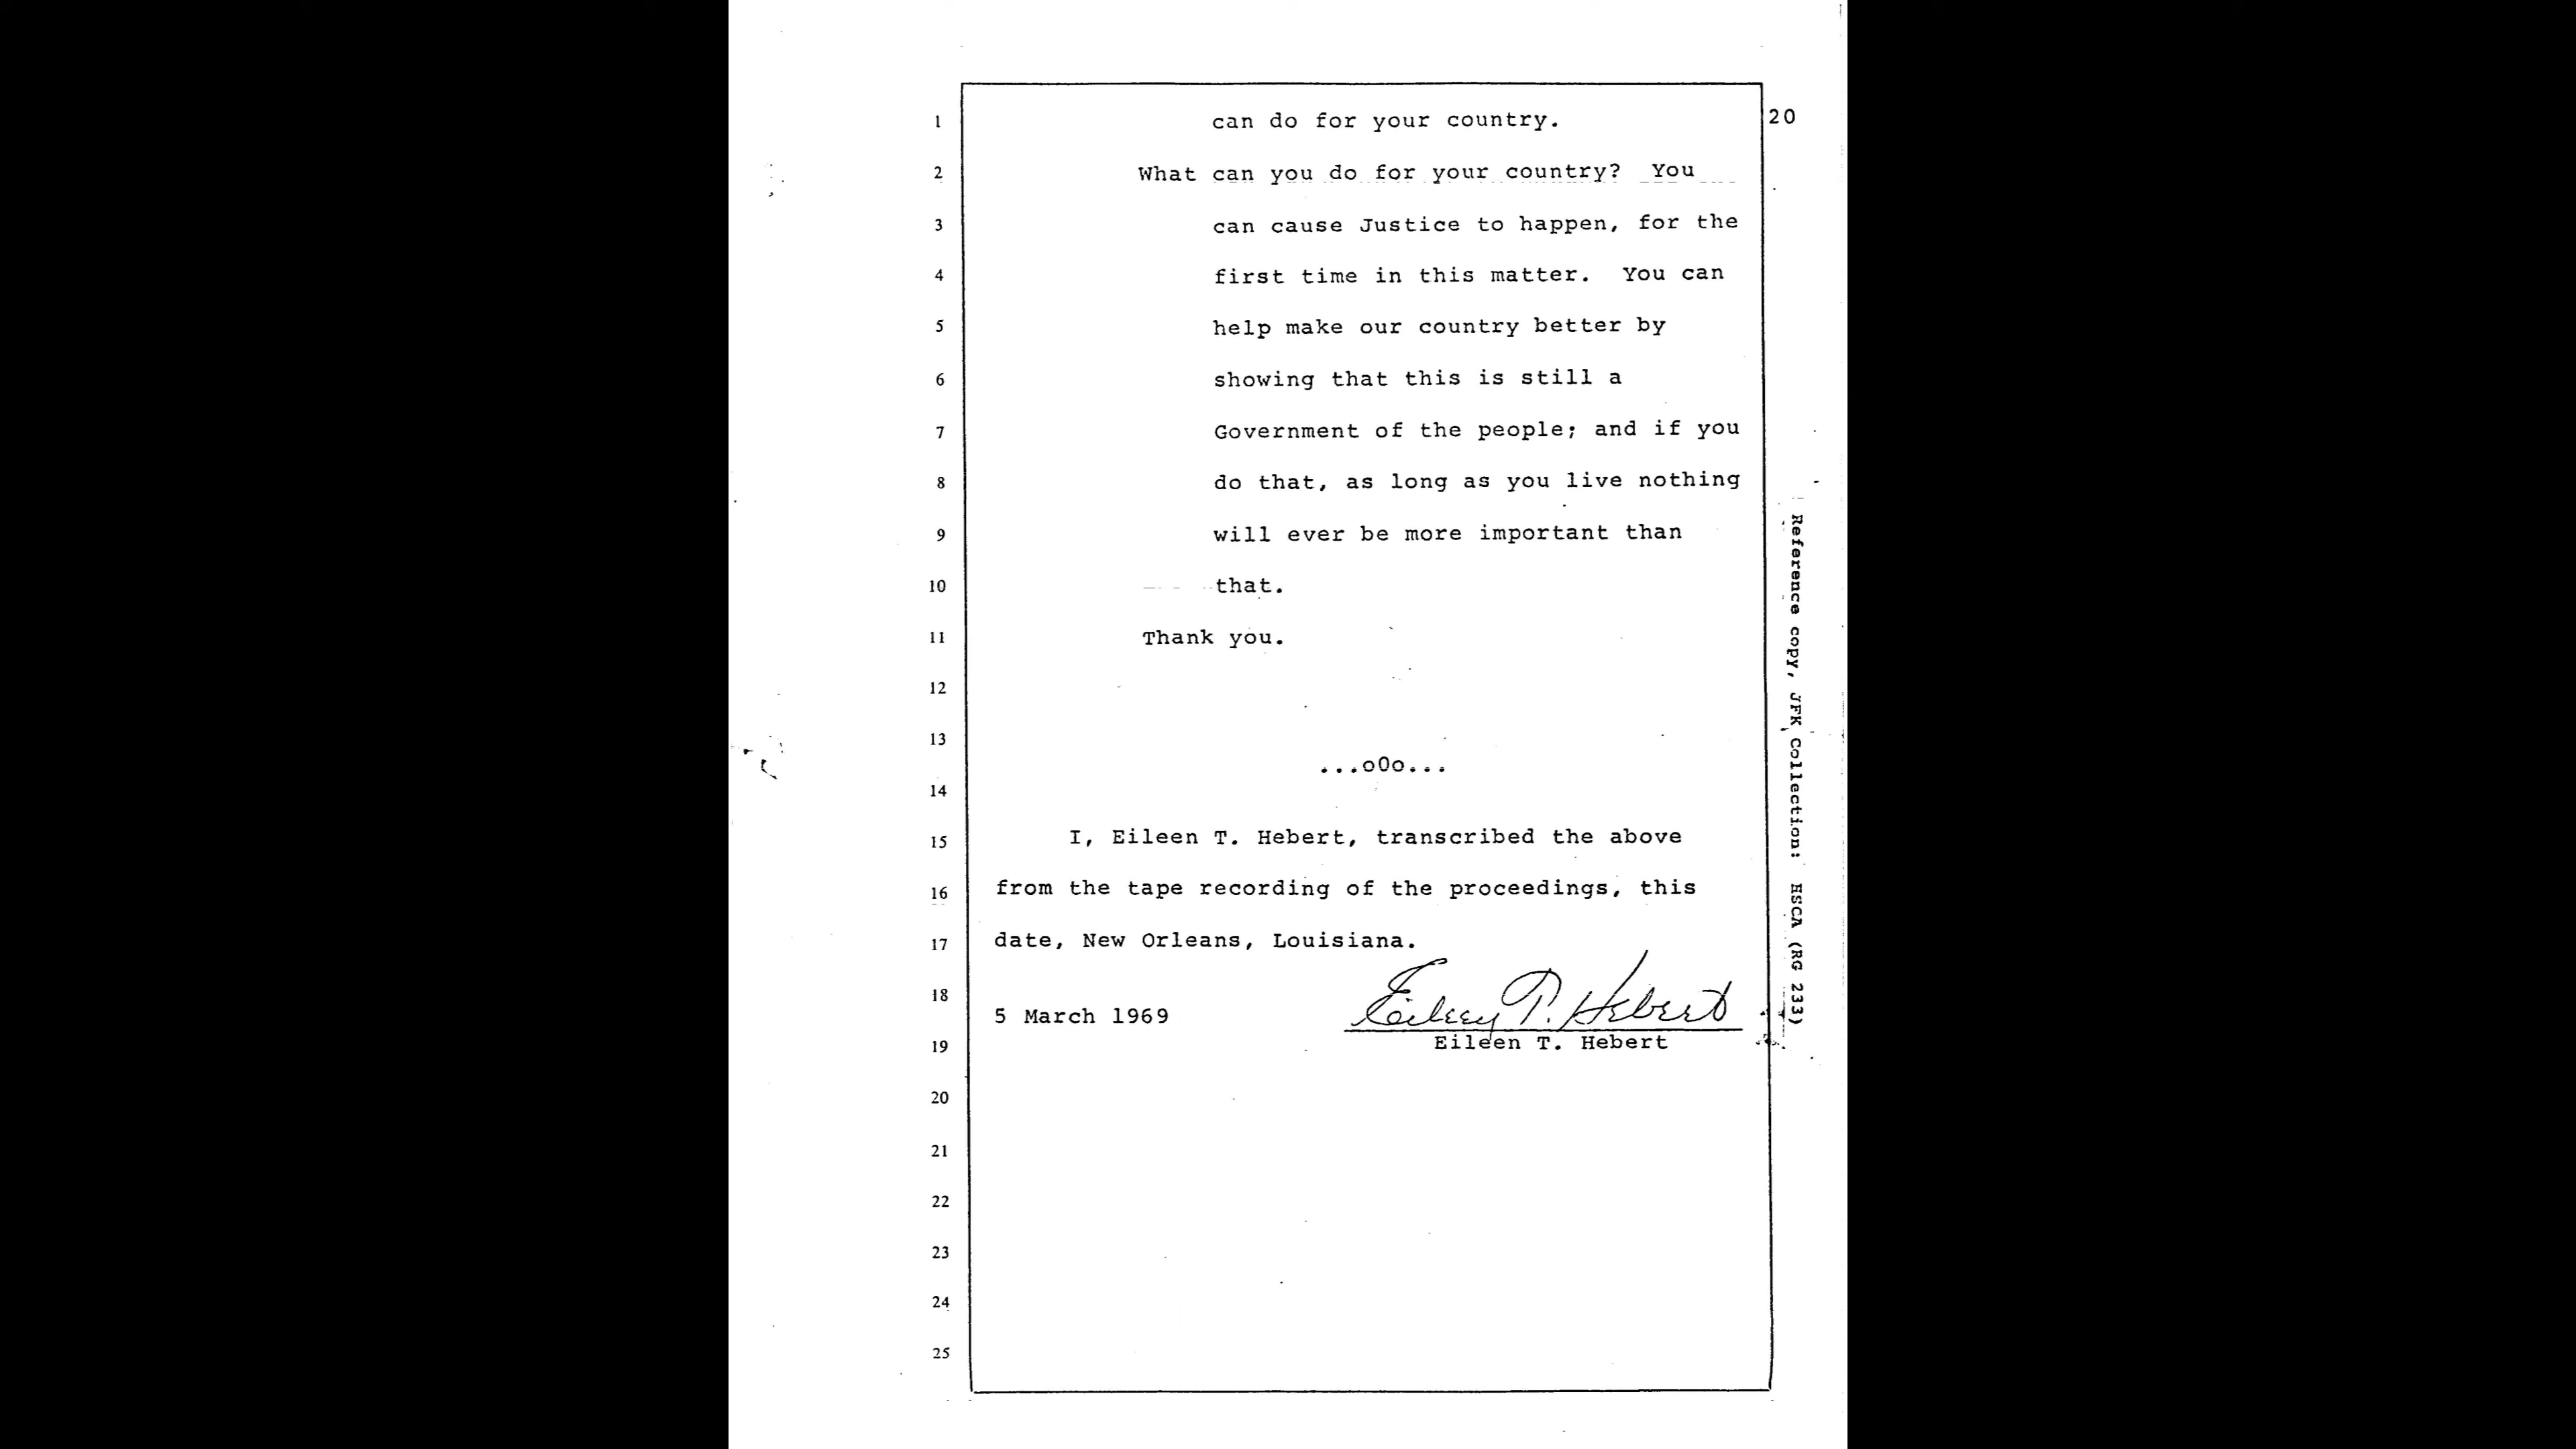 20
1 can do for your country.
2 What can you do for your country? You
3 can cause Justice to happen, for the
4 first time in this matter. You can
5 help make our country better by
6 showing that this is still a
7 Government of the people; and if you
8 do that, as long as you live nothing
9 will ever be more important than
10 that.
11 Thank you.
12
13
...o0o...
14
15 I, Eileen T. Hebert, transcribed the above
16 from the tape recording of the proceedings, this
17 date, New Orleans, Louisiana.
18
5 March 1969 Eileen T. Hebert
19 Eileen T. Hebert
20
21
22
23
24
25
Reference copy, JFK Collection: HSCA (RG 233)